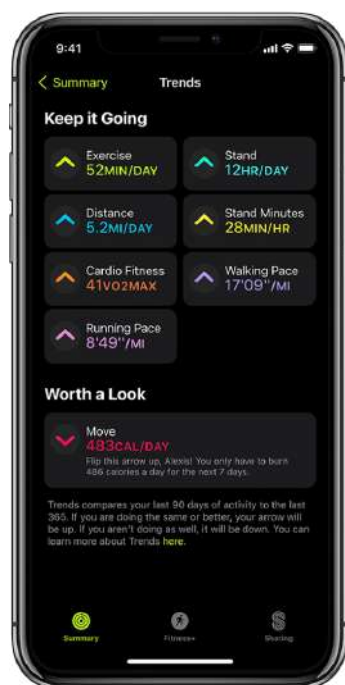 9:41
Summary
Trends
Keep it Going
Exercise
52MIN/DAY
Stand
12HR/DAY
Distance
5.2MI/DAY
Stand Minutes
28MIN/HR
Cardio Fitness
41VO2MAX
Walking Pace
17'09"/MI
Running Pace
8'49"/MI
Worth a Look
Move
483CAL/DAY
Flip this arrow up, Alexis! You only have to burn
486 calories a day for the next 7 days.
Trends compares your last 90 days of activity to the last
365. If you are doing the same or better, your arrow will
be up. If you aren't doing as well, it will be down. You can
learn more about Trends here.
Summary
Fitness+
Sharing